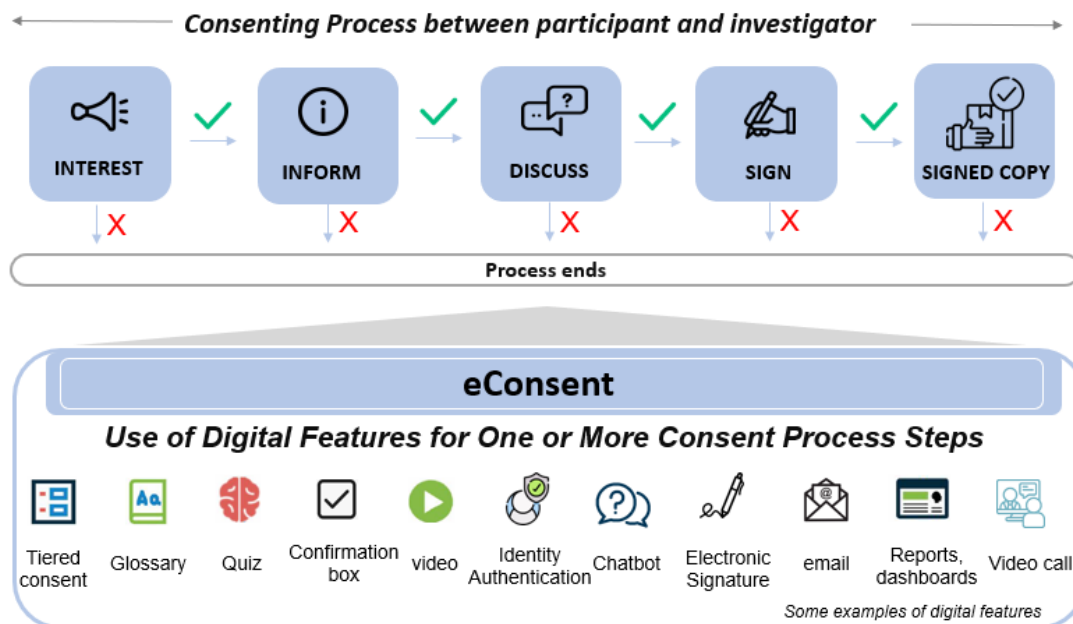 Consenting Process between participant and investigator
INTEREST
INFORM
DISCUSS
SIGN
SIGNED COPY
X
X
X
X
X
Process ends
eConsent
Use of Digital Features for One or More Consent Process Steps
Aa
@
Tiered
consent
Glossary
Quiz
Confirmation
box
video
Identity
Authentication
Chatbot
Electronic
Signature
email
Reports,
dashboards
Video call
Some examples of digital features